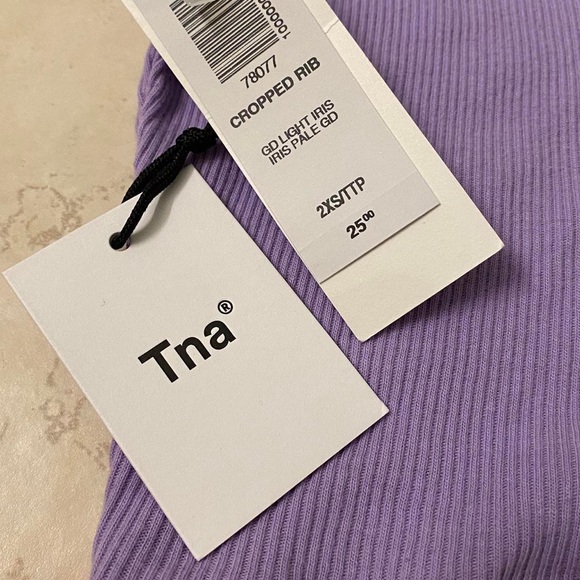 78077
CROPPED RIB
GD LIGHT IRIS
IRIS PALE GD
2XS/TTP
25⁰⁰
Tna®